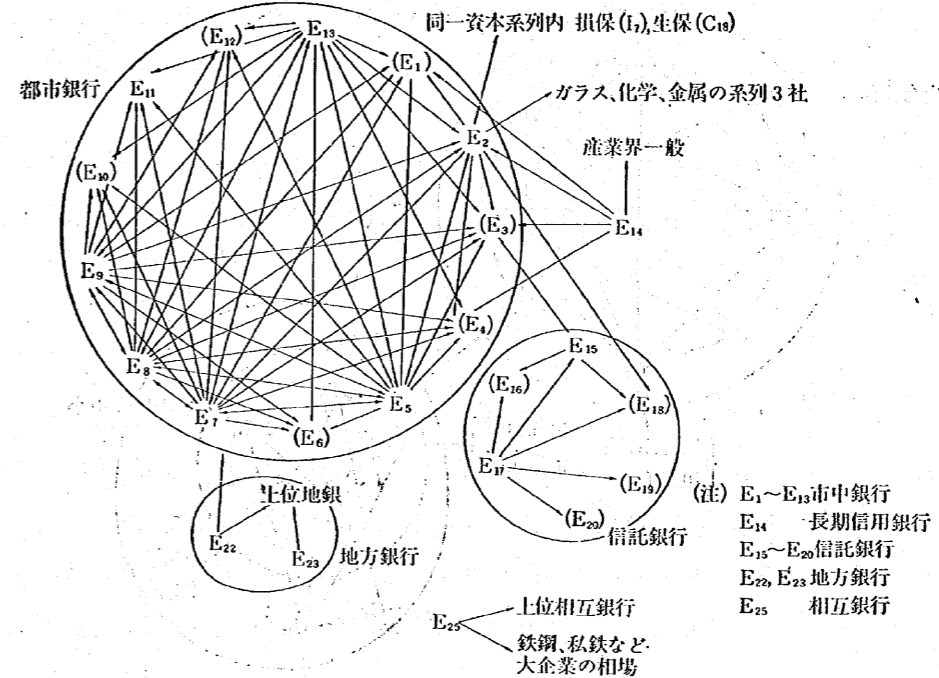 同一資本系列内 損保(I₇),生保(C₁₈)
(E₁₂)
E₁₃
(E₁)
都市銀行
E₁₁
ガラス、化学、金属の系列3社
E₂
産業界一般
(E₁₀)
(E₃)
E₁₄
E₉
(E₄)
E₁₅
E₈
(E₁₆)
(E₁₈)
E₇
E₅
(E₆)
E₁₇
(E₁₉)
上位地銀
(E₂₀)
信託銀行
E₂₂
E₂₃ 地方銀行
(注) E₁〜E₁₃市中銀行
E₁₄ 長期信用銀行
E₁₅〜E₂₀信託銀行
E₂₂, E₂₃ 地方銀行
E₂₅ 相互銀行
E₂₅
上位相互銀行
鉄鋼、私鉄など
大企業の相場